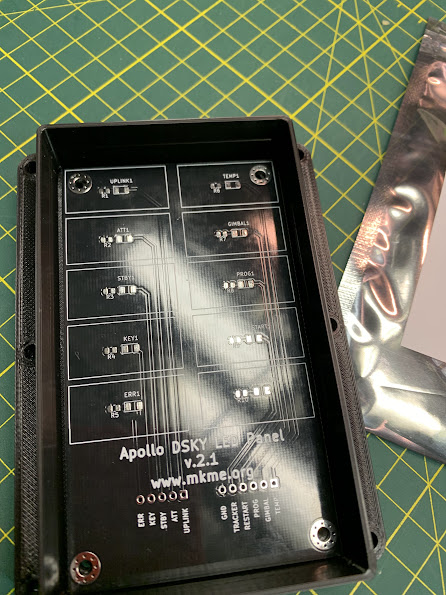 UPLINK1
TEMP1
R1
R6
ATT1
GIMBAL1
R2
R7
STBY1
PROG1
R3
R8
KEY1
R4
ERR1
R5
Apollo DSKY LED Panel
v.2.1
www.mkme.org
ERR
KEY
STBY
ATT
UPLINK
GND
TRACKER
RESTART
PROG
GIMBAL
TEMP